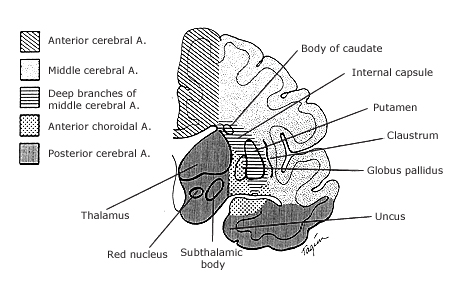 Anterior cerebral A.
Middle cerebral A.
Deep branches of
middle cerebral A.
Anterior choroidal A.
Posterior cerebral A.
Body of caudate
Internal capsule
Putamen
Claustrum
Globus pallidus
Uncus
Thalamus
Red nucleus
Subthalamic
body